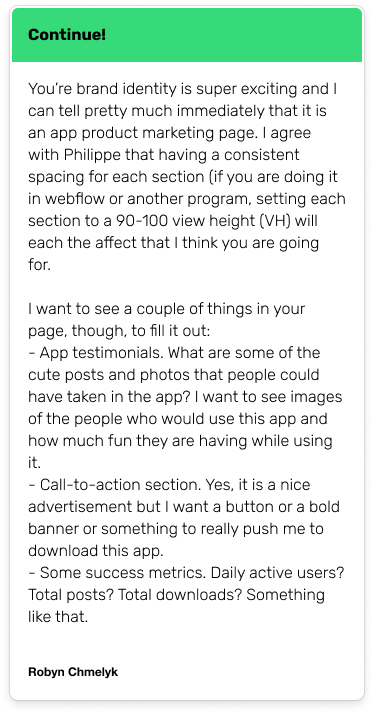 Continue!
You're brand identity is super exciting and I
can tell pretty much immediately that it is
an app product marketing page. I agree
with Philippe that having a consistent
spacing for each section (if you are doing it
in webflow or another program, setting each
section to a 90-100 view height (VH) will
each the affect that I think you are going
for.
I want to see a couple of things in your
page, though, to fill it out:
- App testimonials. What are some of the
cute posts and photos that people could
have taken in the app? I want to see images
of the people who would use this app and
how much fun they are having while using
it.
- Call-to-action section. Yes, it is a nice
advertisement but I want a button or a bold
banner or something to really push me to
download this app.
- Some success metrics. Daily active users?
Total posts? Total downloads? Something
like that.
Robyn Chmelyk